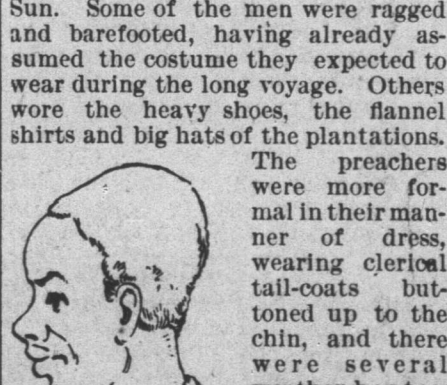 Sun. Some of the men were ragged
and barefooted, having already as-
sumed the costume they expected to
wear during the long voyage. Others
wore the heavy shoes, the flannel
shirts and big hats of the plantations.
The preachers
were more for-
mal in their man-
ner of dress,
wearing clerical
tail-coats but-
toned up to the
chin, and there
were several